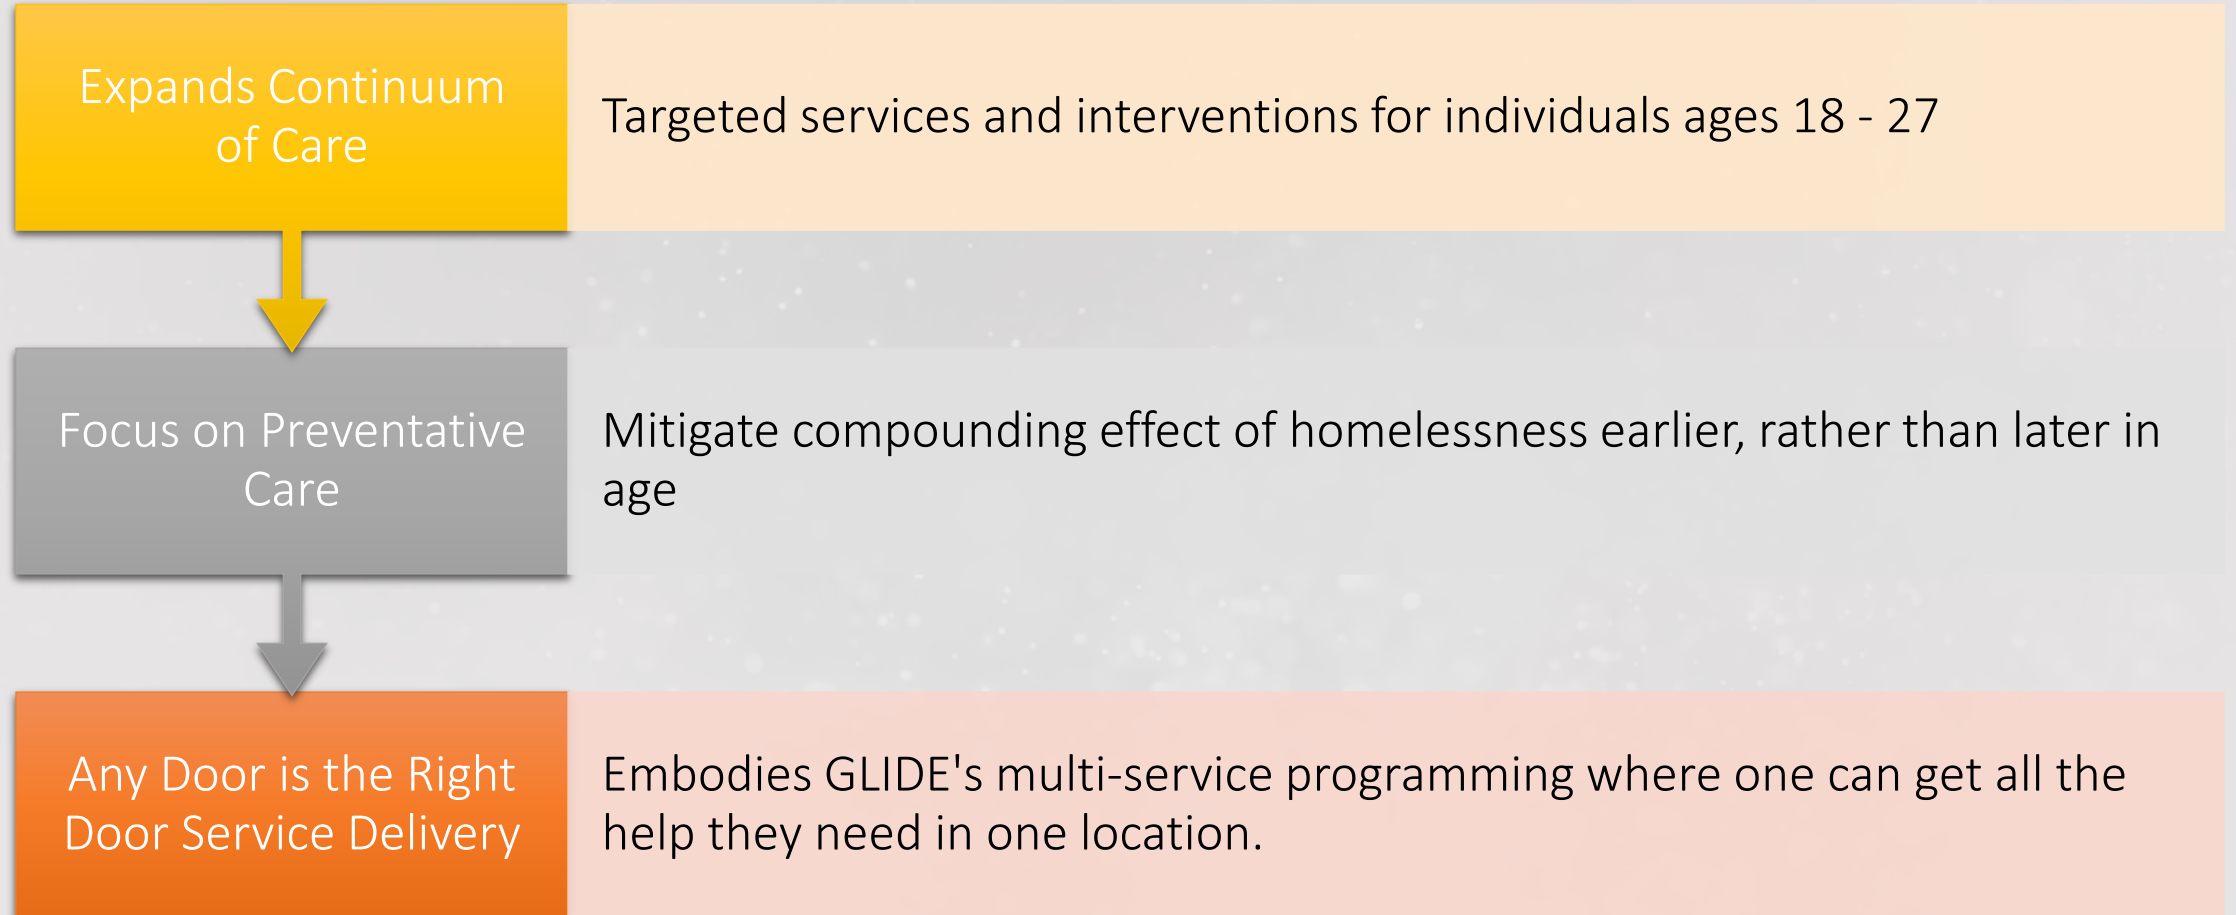 Expands Continuum
of Care
Targeted services and interventions for individuals ages 18 - 27
Focus on Preventative
Care
Mitigate compounding effect of homelessness earlier, rather than later in
age
Any Door is the Right
Door Service Delivery
Embodies GLIDE's multi-service programming where one can get all the
help they need in one location.